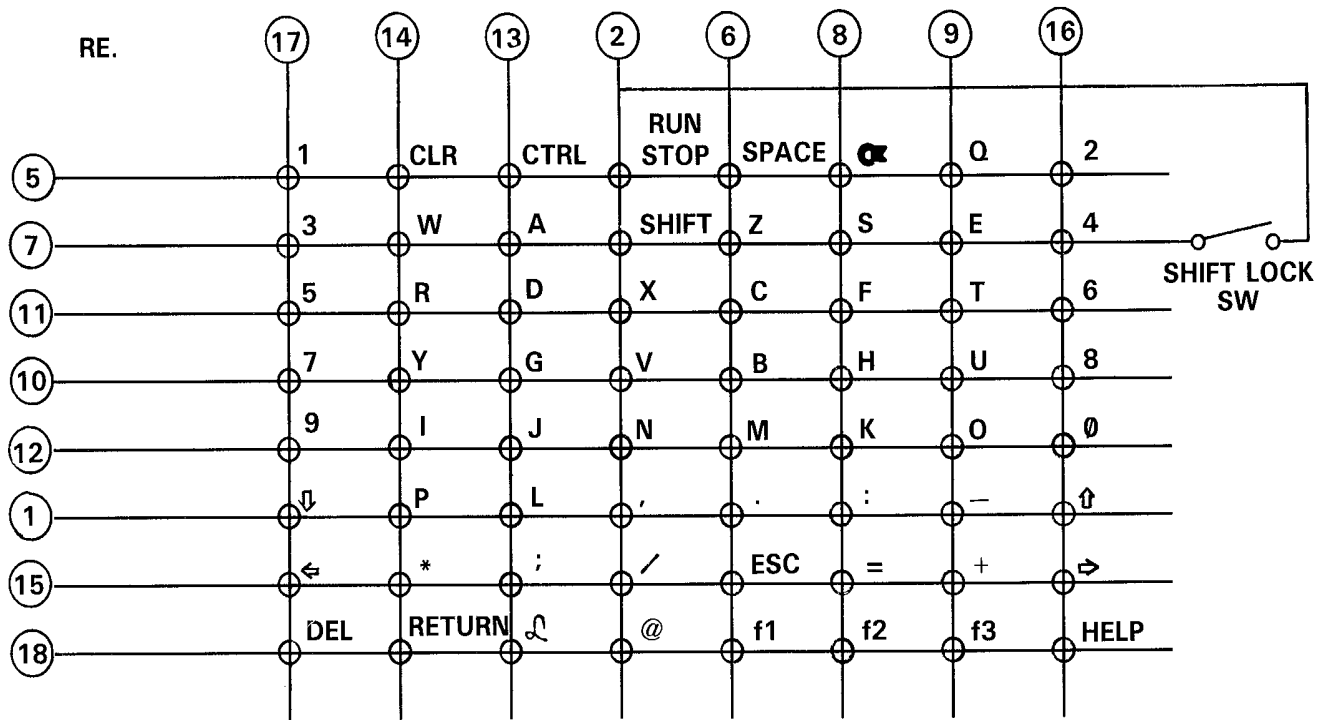 RE. 17 14 13 2 6 8 9 16
RUN
5 1 CLR CTRL STOP SPACE Q 2
7 3 W A SHIFT Z S E 4
SHIFT LOCK
SW
11 5 R D X C F T 6
10 7 Y G V B H U 8
12 9 I J N M K O Ø
1 ⇩ P L , . : – ⇧
15 ⇦ * ; / ESC = + ⇨
18 DEL RETURN £ @ f1 f2 f3 HELP